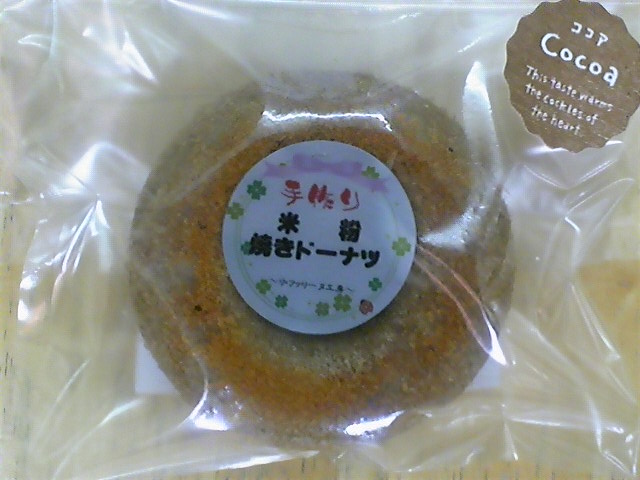 ココア
Cocoa
This taste warms
the cockles of
the heart
手作り
米 粉
焼きドーナツ